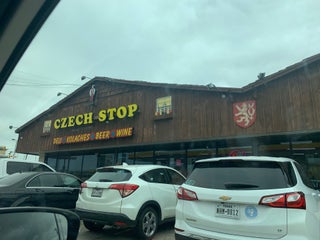 CZECH STOP
DELI KOLACHES BEER WINE